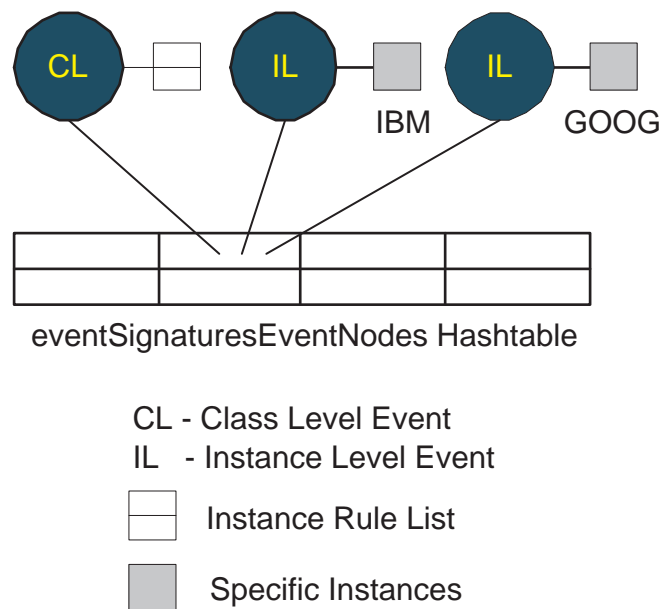 CL
IL
IL
IBM
GOOG
eventSignaturesEventNodes Hashtable
CL - Class Level Event
IL - Instance Level Event
Instance Rule List
Specific Instances